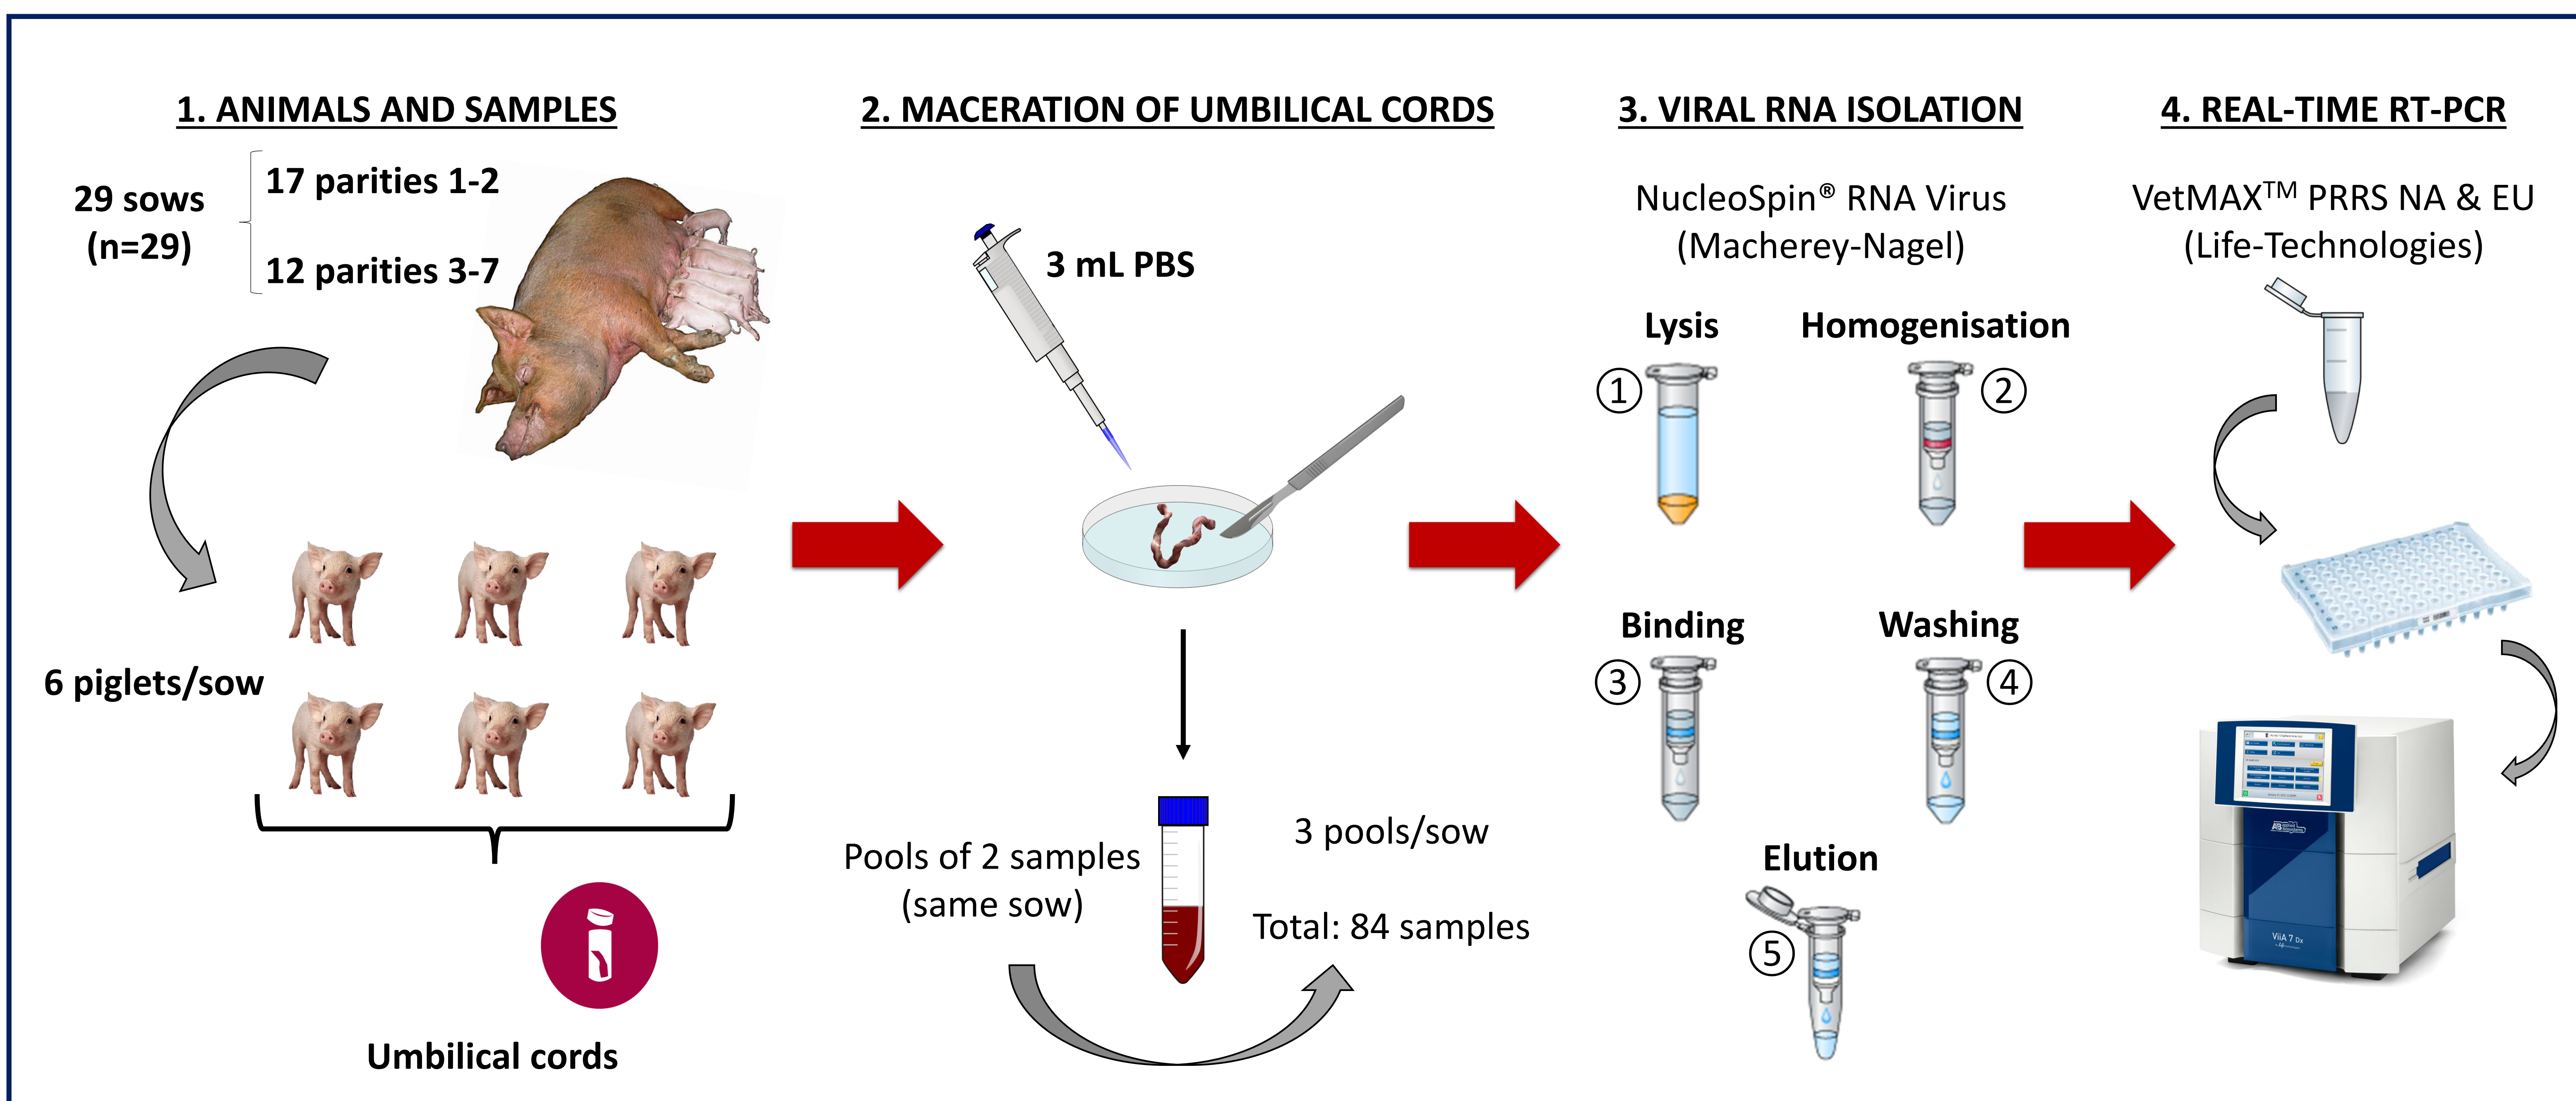 1. ANIMALS AND SAMPLES
29 sows
(n=29)
17 parities 1-2
12 parities 3-7
6 piglets/sow
Umbilical cords
2. MACERATION OF UMBILICAL CORDS
3 mL PBS
Pools of 2 samples
(same sow)
3 pools/sow
Total: 84 samples
3. VIRAL RNA ISOLATION
NucleoSpin® RNA Virus
(Macherey-Nagel)
Lysis
1
Homogenisation
2
Binding
3
Washing
4
Elution
5
4. REAL-TIME RT-PCR
VetMAX™ PRRS NA & EU
(Life-Technologies)
AB applied biosystems
ViiA 7 Dx